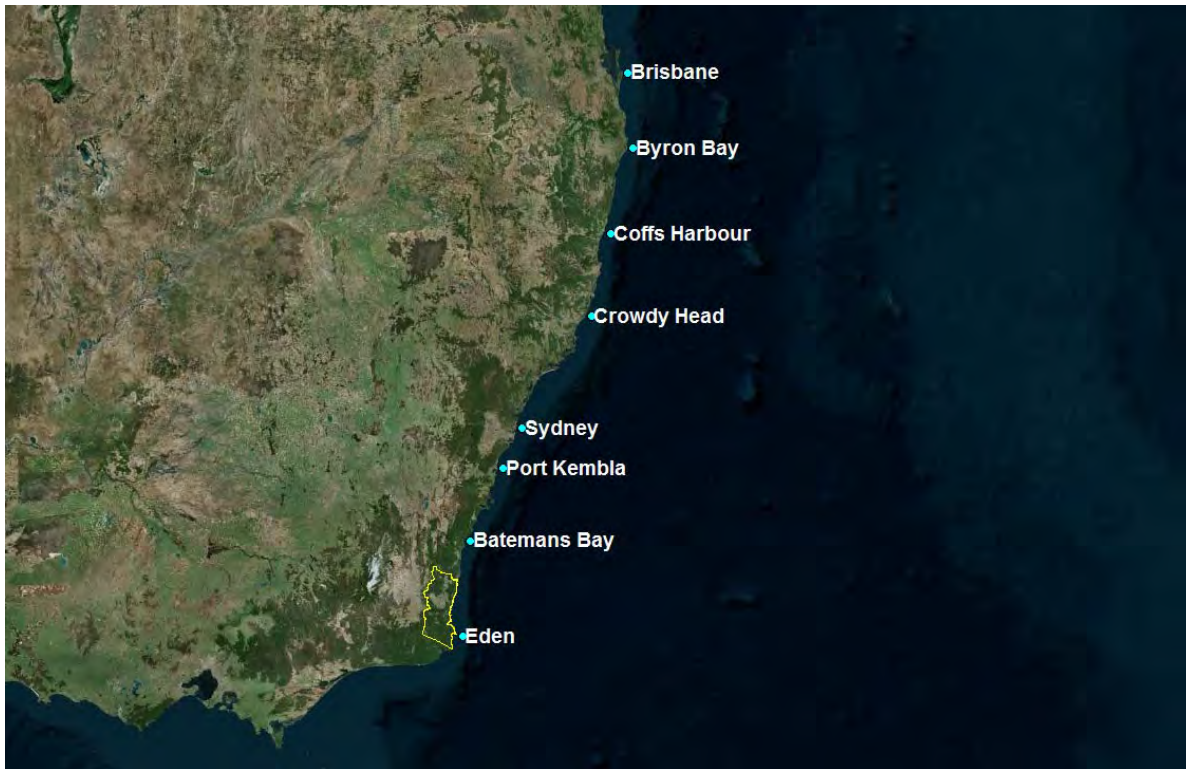 Brisbane
Byron Bay
Coffs Harbour
Crowdy Head
Sydney
Port Kembla
Batemans Bay
Eden